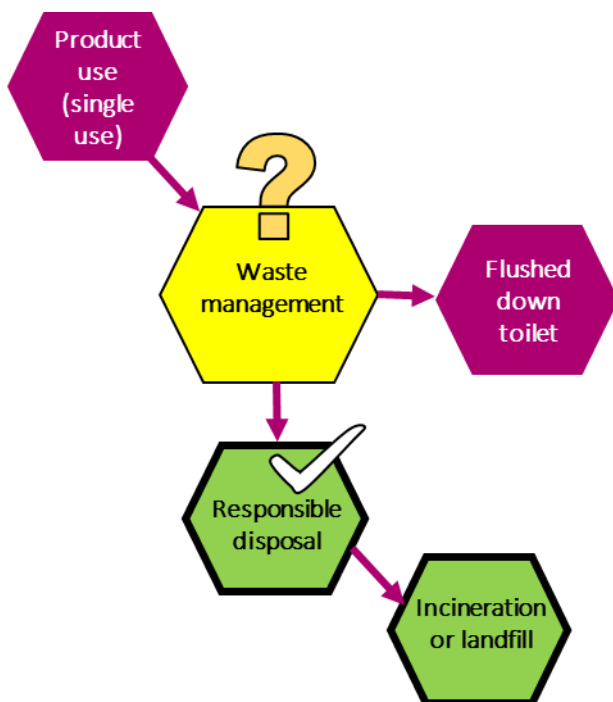 Product
use
(single
use)
?
Waste
management
Flushed
down
toilet
Responsible
disposal
Incineration
or landfill